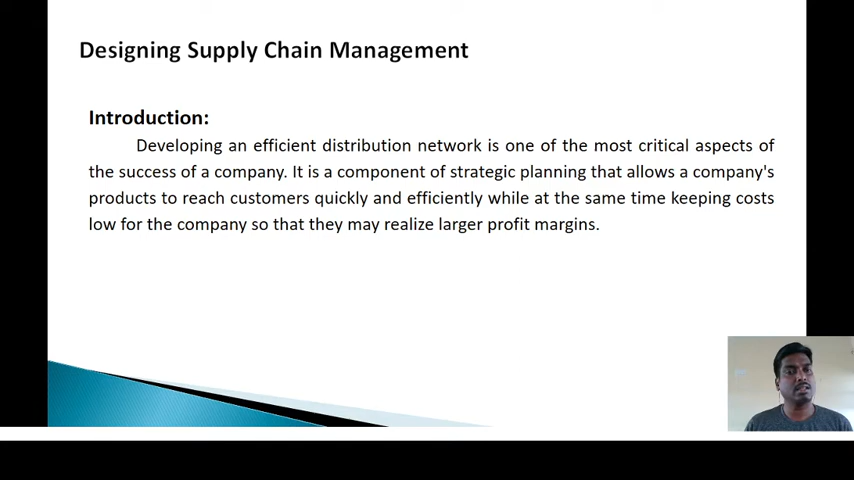 Designing Supply Chain Management
Introduction:
Developing an efficient distribution network is one of the most critical aspects of
the success of a company. It is a component of strategic planning that allows a company's
products to reach customers quickly and efficiently while at the same time keeping costs
low for the company so that they may realize larger profit margins.